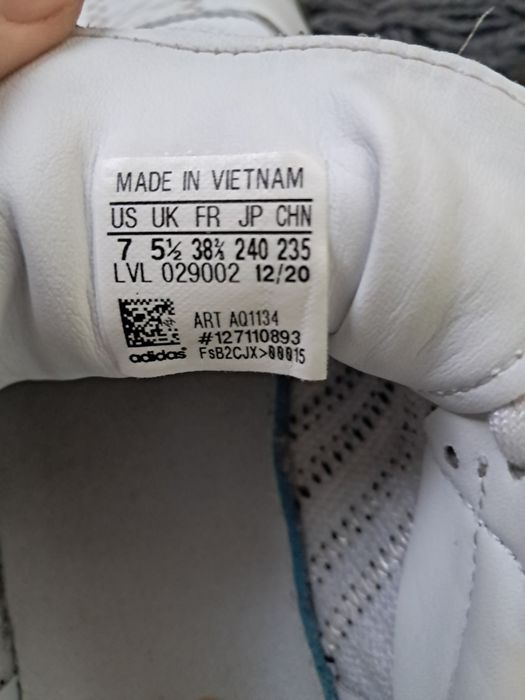 MADE IN VIETNAM
US UK FR JP CHN
7 5½ 38⅔ 240 235
LVL 029002 12/20
ART AQ1134
#127110893
adidas FsB2CJX>00015